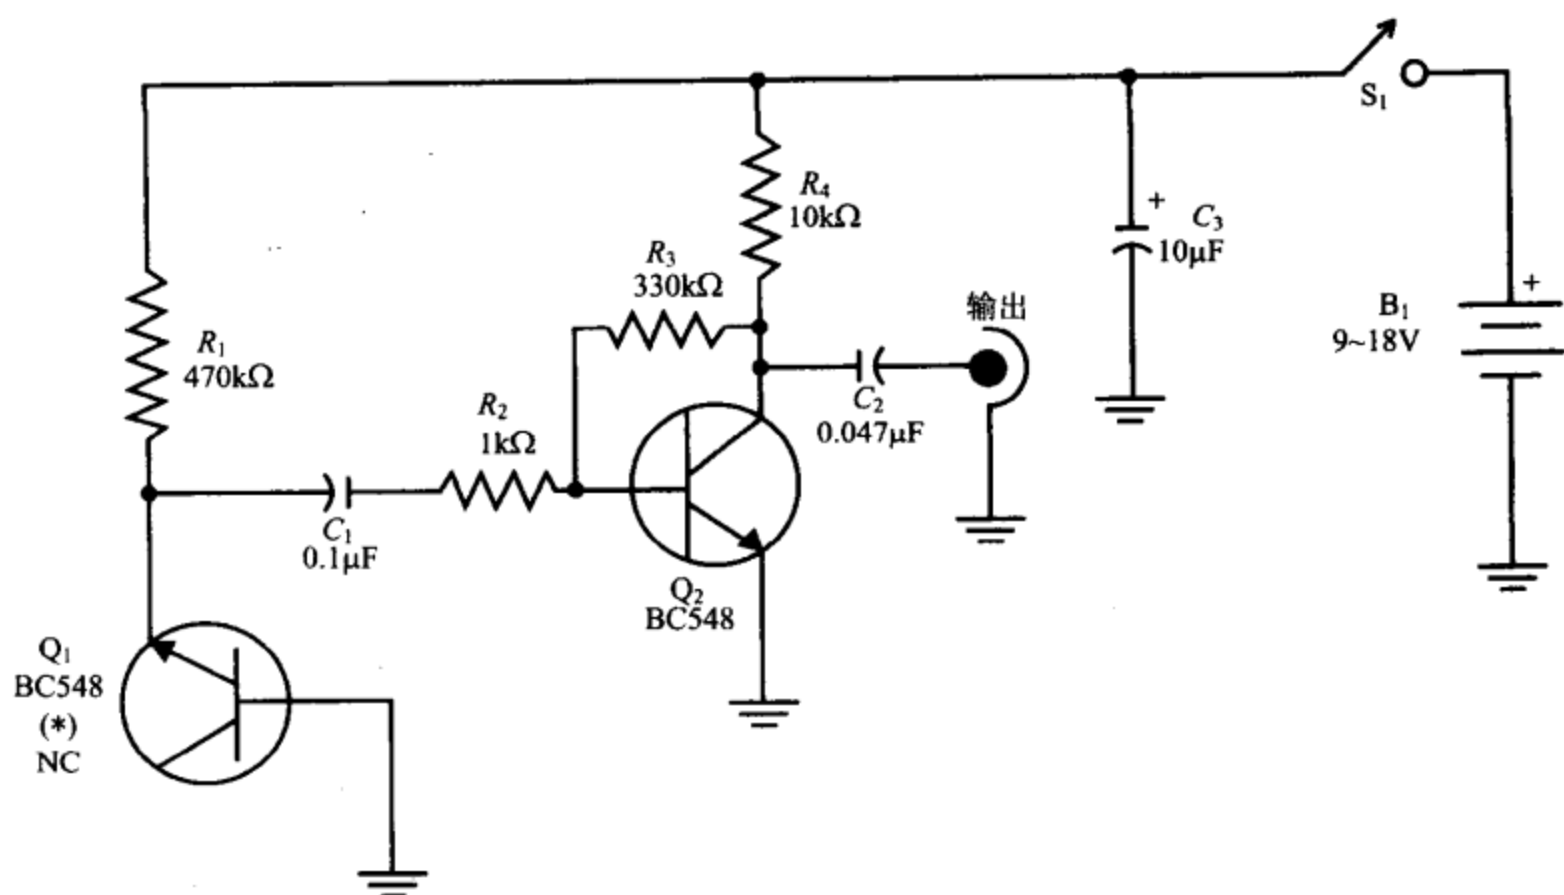 S₁
R₄
10kΩ
+
C₃
10μF
R₃
330kΩ
输出
+
B₁
9~18V
R₁
470kΩ
R₂
1kΩ
C₂
0.047μF
C₁
0.1μF
Q₂
BC548
Q₁
BC548
(*)
NC